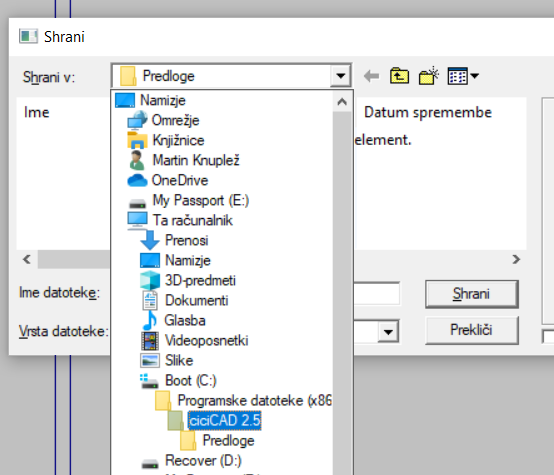 Shrani
Shrani v:
Predloge
Ime
Datum spremembe
element.
Namizje
Omrežje
Knjižnice
Martin Knuplež
OneDrive
My Passport (E:)
Ta računalnik
Prenosi
Namizje
3D-predmeti
Dokumenti
Glasba
Videoposnetki
Slike
Boot (C:)
Programske datoteke (x86
ciciCAD 2.5
Predloge
Recover (D:)
Ime datoteke:
Shrani
Vrsta datoteke:
Prekliči